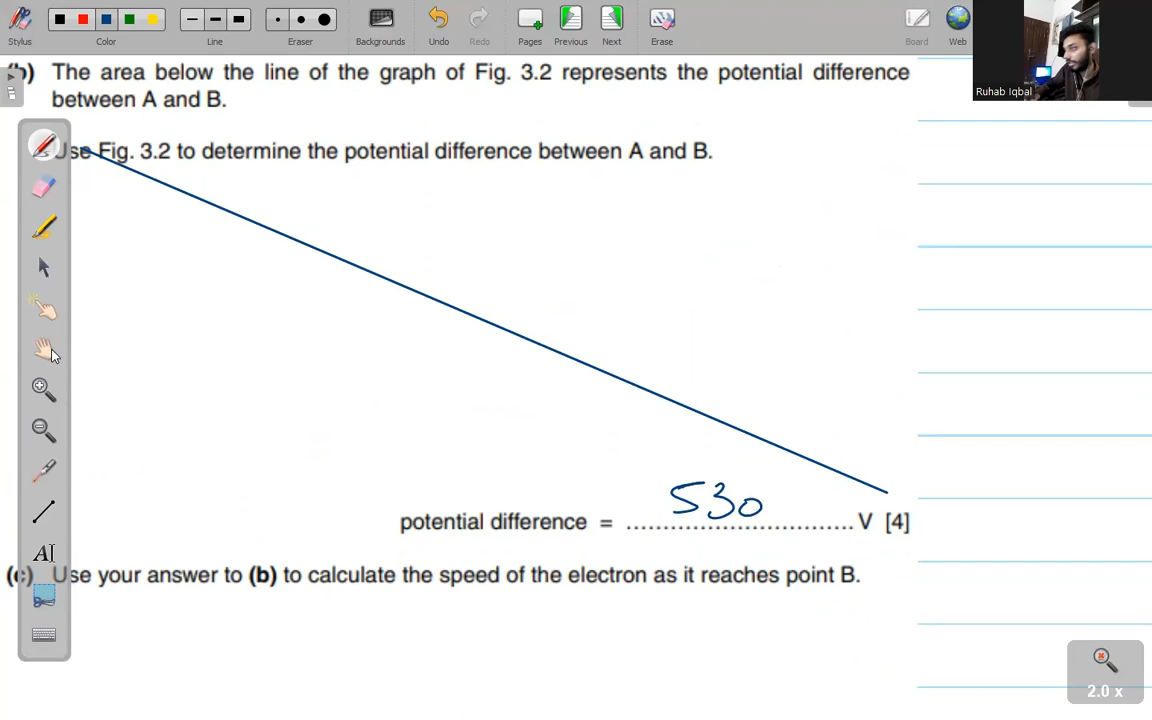 Stylus
Color
Line
Eraser
Backgrounds
Undo
Redo
Pages
Previous
Next
Erase
Board
Web
Ruhab Iqbal
(b) The area below the line of the graph of Fig. 3.2 represents the potential difference
between A and B.
Use Fig. 3.2 to determine the potential difference between A and B.
530
potential difference = .............................. V [4]
(c) Use your answer to (b) to calculate the speed of the electron as it reaches point B.
A
2.0 x